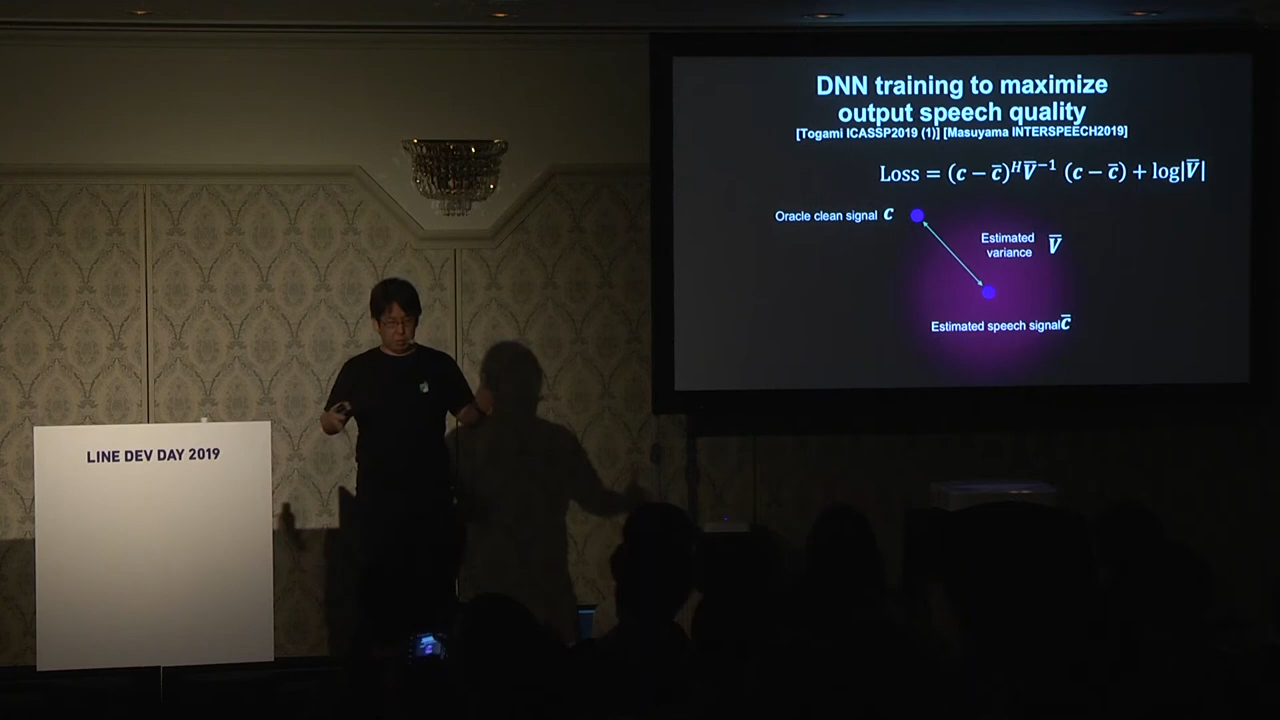 DNN training to maximize
output speech quality
[Togami ICASSP2019 (1)] [Masuyama INTERSPEECH2019]
Loss = (c − c̅)ᴴV̅⁻¹ (c − c̅) + log|V̅|
Oracle clean signal c
Estimated
variance V̅
Estimated speech signal c̅
LINE DEV DAY 2019